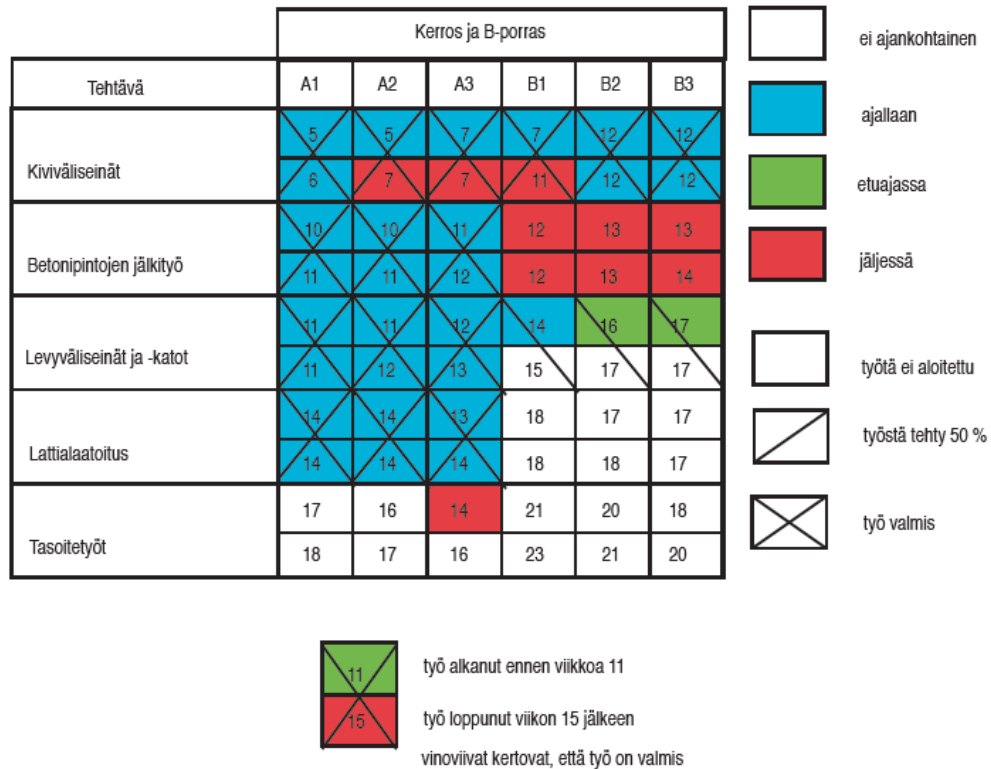 Kerros ja B-porras
Tehtävä A1 A2 A3 B1 B2 B3
5 5 7 7 12 12
Kiviväliseinät
6 7 7 11 12 12
10 10 11 12 13 13
Betonipintojen jälkityö
11 11 12 12 13 14
11 11 12 14 16 17
Levyväliseinät ja -katot
11 12 13 15 17 17
14 14 13 18 17 17
Lattialaatoitus
14 14 14 18 18 17
17 16 14 21 20 18
Tasoitetyöt
18 17 16 23 21 20
ei ajankohtainen
ajallaan
etuajassa
jäljessä
työtä ei aloitettu
työstä tehty 50 %
työ valmis
11 työ alkanut ennen viikkoa 11
15 työ loppunut viikon 15 jälkeen
vinoviivat kertovat, että työ on valmis